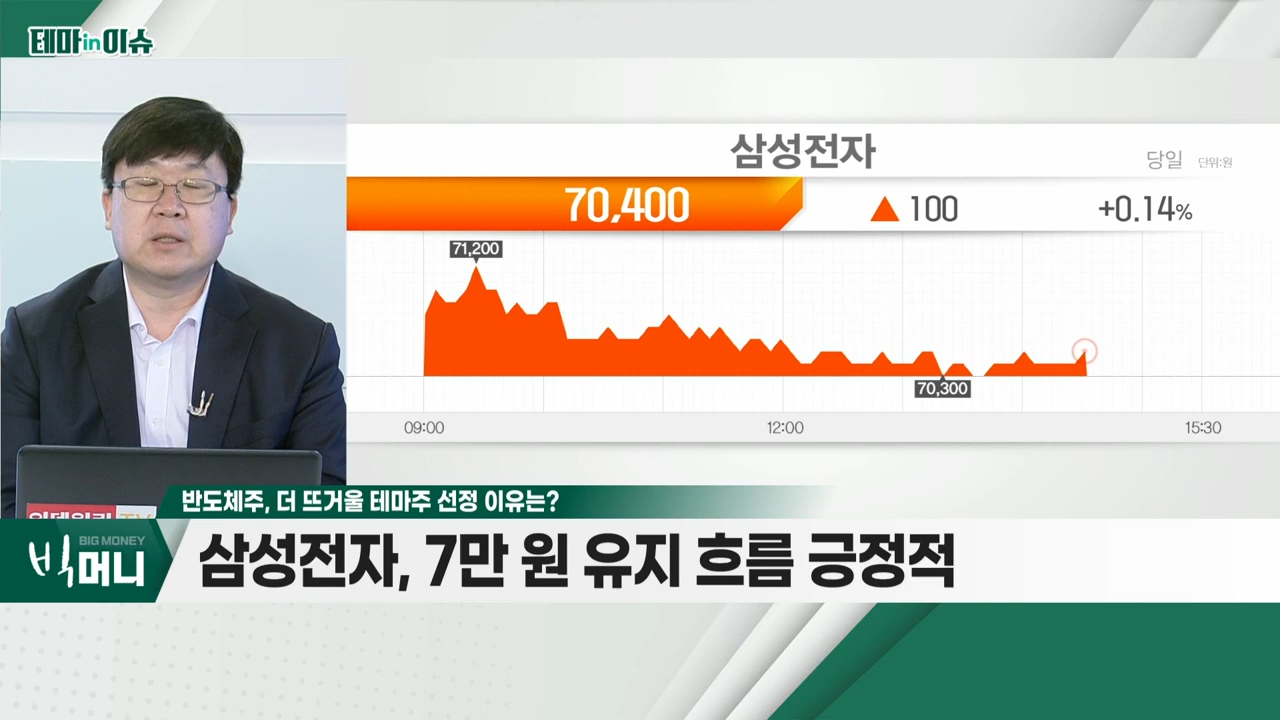 테마in이슈
삼성전자
당일 단위:원
70,400 ▲ 100 +0.14%
71,200
70,300
09:00 12:00 15:30
반도체주, 더 뜨거울 테마주 선정 이유는?
빅머니 BIG MONEY
삼성전자, 7만 원 유지 흐름 긍정적